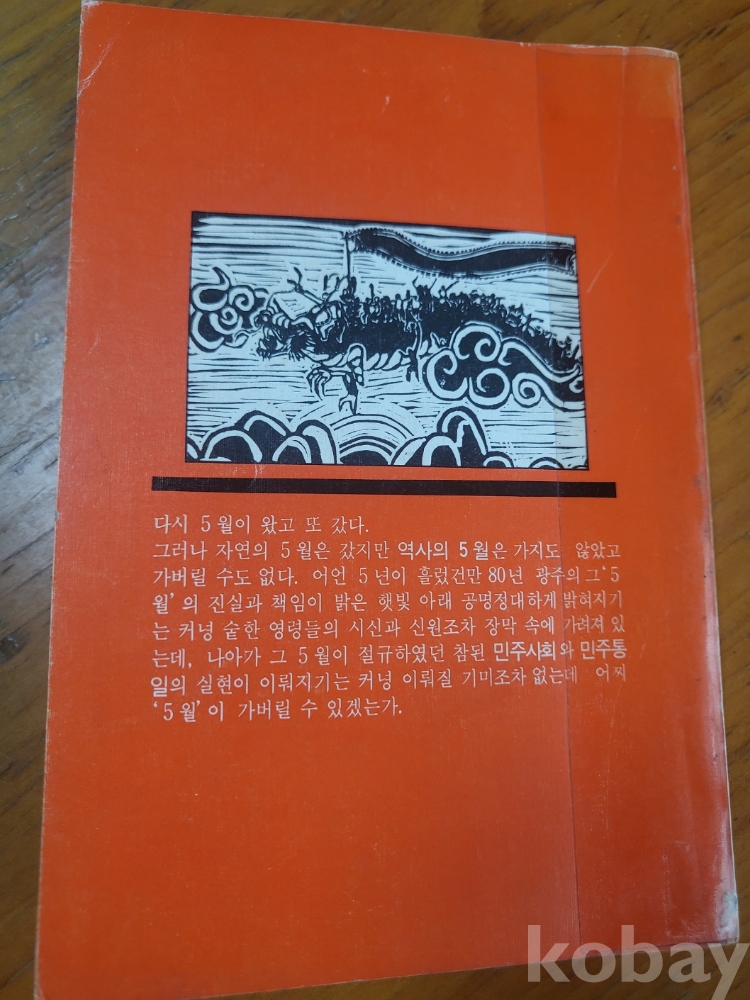 다시 5월이 왔고 또 갔다.
그러나 자연의 5월은 갔지만 역사의 5월은 가지도 않았고
가버릴 수도 없다. 어언 5년이 흘렀건만 80년 광주의 그 '5
월'의 진실과 책임이 밝은 햇빛 아래 공명정대하게 밝혀지기
는 커녕 숱한 영령들의 시신과 신원조차 장막 속에 가려져 있
는데, 나아가 그 5월이 절규하였던 참된 민주사회와 민주통
일의 실현이 이뤄지기는 커녕 이뤄질 기미조차 없는데 어찌
'5월'이 가버릴 수 있겠는가.
kobay